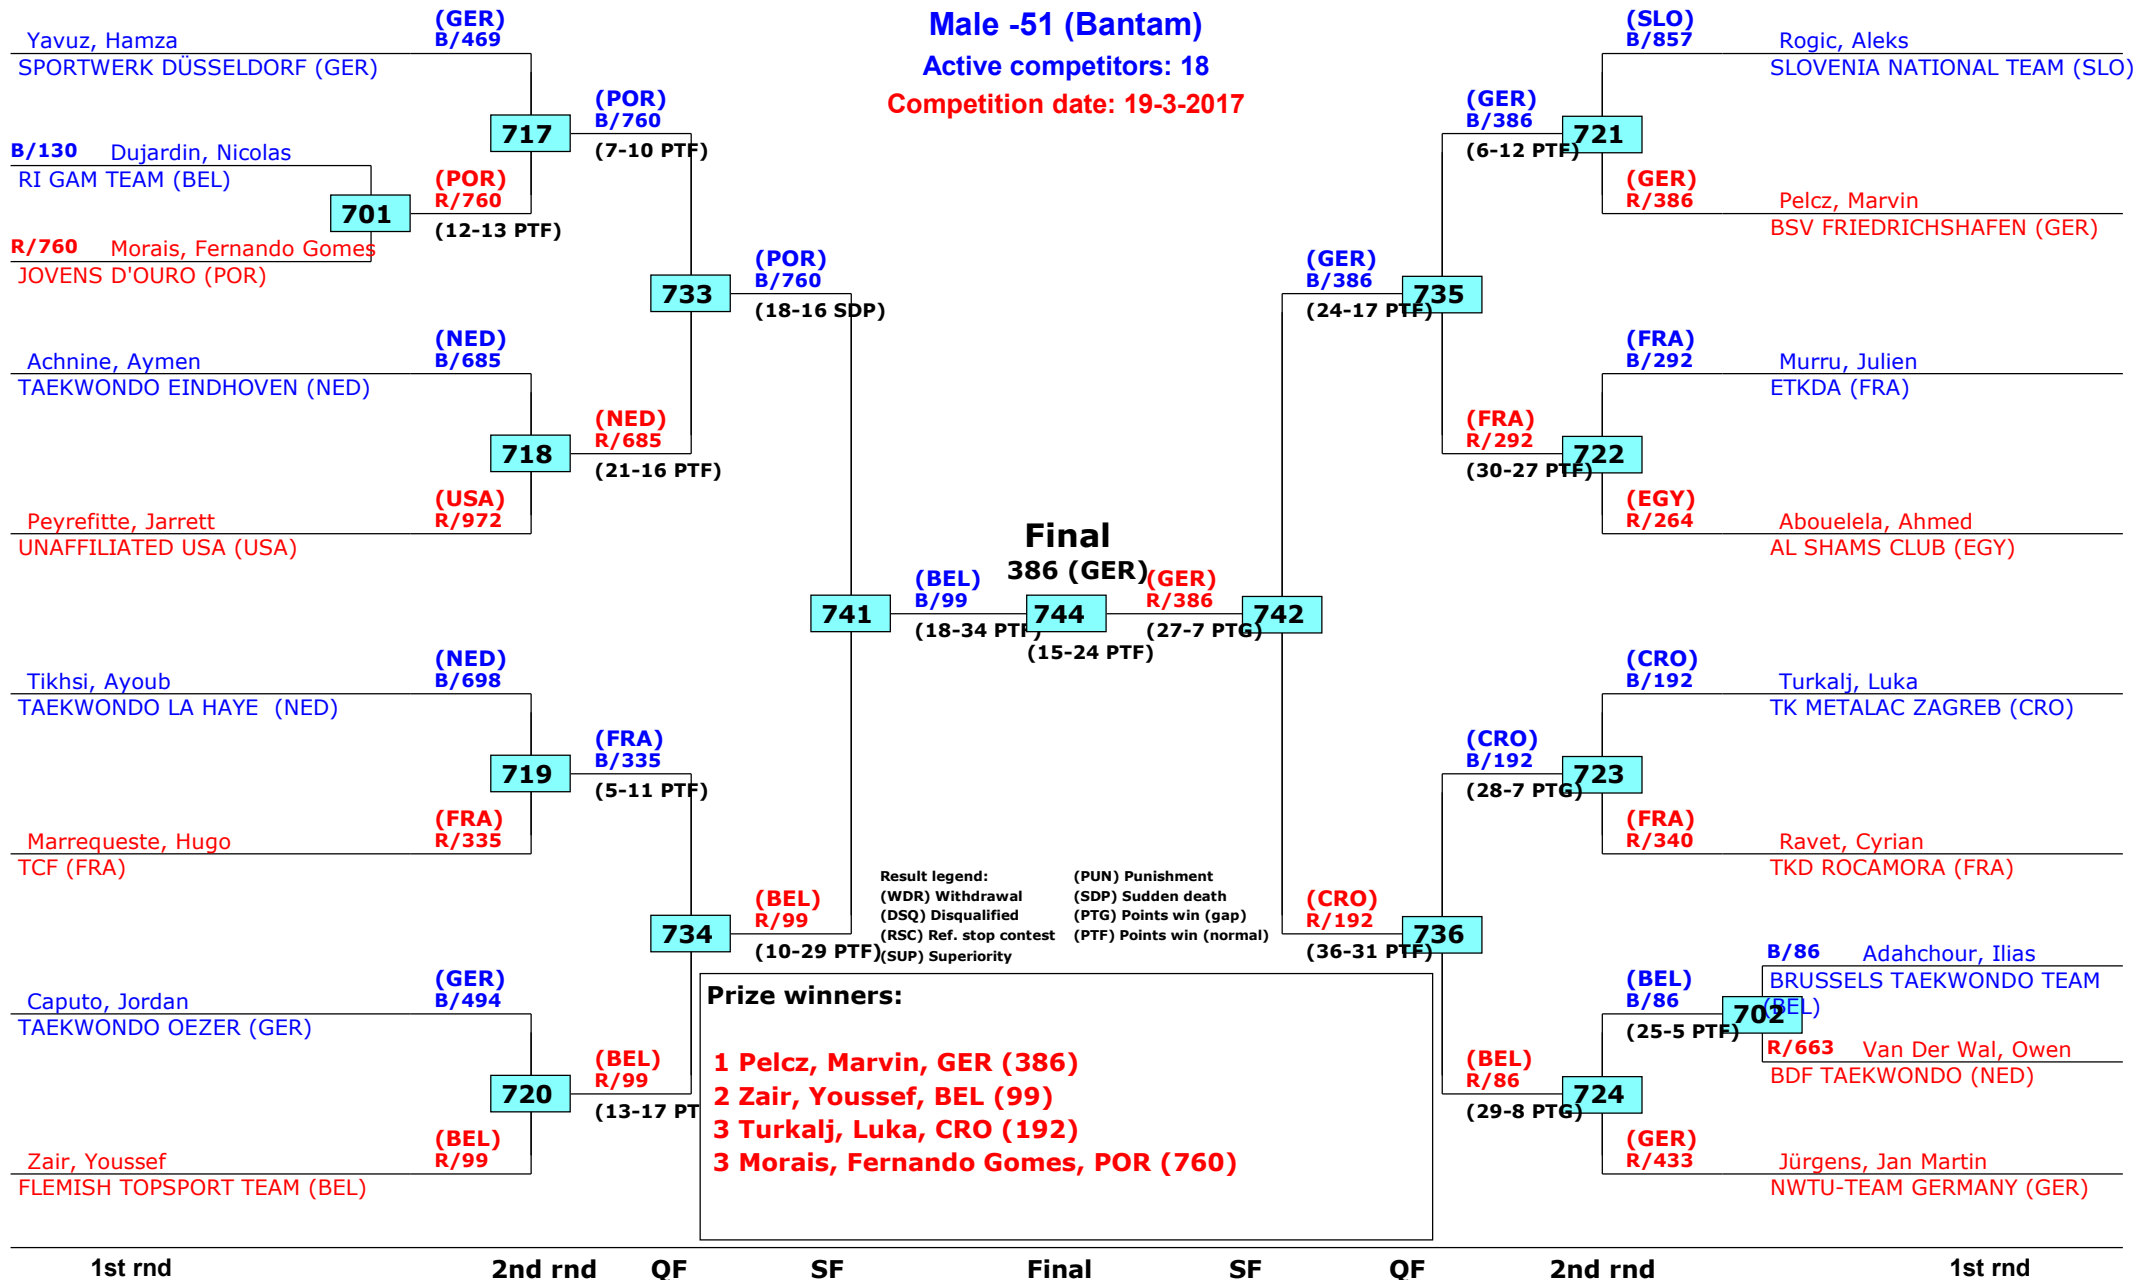 Male -51 (Bantam)
Active competitors: 18
Competition date: 19-3-2017
(GER)
B/469
Yavuz, Hamza
SPORTWERK DÜSSELDORF (GER)
717
(POR)
B/760
(7-10 PTF)
B/130 Dujardin, Nicolas
RI GAM TEAM (BEL)
701
(POR)
R/760
(12-13 PTF)
R/760 Morais, Fernando Gomes
JOVENS D'OURO (POR)
733
(POR)
B/760
(18-16 SDP)
(NED)
B/685
Achnine, Aymen
TAEKWONDO EINDHOVEN (NED)
718
(NED)
R/685
(21-16 PTF)
(USA)
R/972
Peyrefitte, Jarrett
UNAFFILIATED USA (USA)
741
(BEL)
B/99
(18-34 PTF)
(NED)
B/698
Tikhsi, Ayoub
TAEKWONDO LA HAYE (NED)
719
(FRA)
B/335
(5-11 PTF)
(FRA)
R/335
Marrequeste, Hugo
TCF (FRA)
734
(BEL)
R/99
(10-29 PTF)
(GER)
B/494
Caputo, Jordan
TAEKWONDO OEZER (GER)
720
(BEL)
R/99
(13-17 PT
(BEL)
R/99
Zair, Youssef
FLEMISH TOPSPORT TEAM (BEL)
Final
386 (GER)
744
(15-24 PTF)
(GER)
R/386
(27-7 PTG)
742
(SLO)
B/857
Rogic, Aleks
SLOVENIA NATIONAL TEAM (SLO)
(GER)
B/386
(6-12 PTF)
721
(GER)
R/386
Pelcz, Marvin
BSV FRIEDRICHSHAFEN (GER)
(GER)
B/386
(24-17 PTF)
735
(FRA)
B/292
Murru, Julien
ETKDA (FRA)
(FRA)
R/292
(30-27 PTF)
722
(EGY)
R/264
Abouelela, Ahmed
AL SHAMS CLUB (EGY)
(CRO)
B/192
Turkalj, Luka
TK METALAC ZAGREB (CRO)
(CRO)
B/192
(28-7 PTG)
723
(FRA)
R/340
Ravet, Cyrian
TKD ROCAMORA (FRA)
(CRO)
R/192
(36-31 PTF)
736
B/86 Adahchour, Ilias
BRUSSELS TAEKWONDO TEAM
(BEL)
(BEL)
B/86
(25-5 PTF)
702
R/663 Van Der Wal, Owen
BDF TAEKWONDO (NED)
(BEL)
R/86
(29-8 PTG)
724
(GER)
R/433
Jürgens, Jan Martin
NWTU-TEAM GERMANY (GER)
Result legend:
(WDR) Withdrawal
(DSQ) Disqualified
(RSC) Ref. stop contest
(SUP) Superiority
(PUN) Punishment
(SDP) Sudden death
(PTG) Points win (gap)
(PTF) Points win (normal)
Prize winners:
1 Pelcz, Marvin, GER (386)
2 Zair, Youssef, BEL (99)
3 Turkalj, Luka, CRO (192)
3 Morais, Fernando Gomes, POR (760)
1st rnd 2nd rnd QF SF Final SF QF 2nd rnd 1st rnd